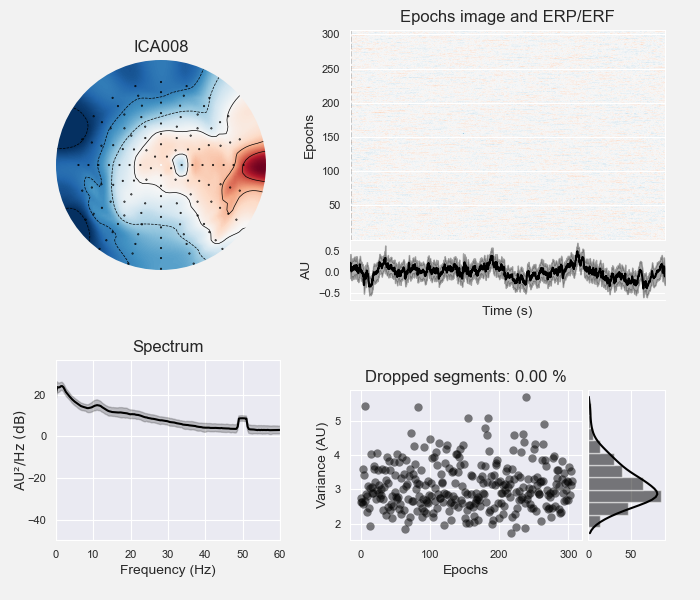 ICA008
Epochs image and ERP/ERF
Epochs
300
250
200
150
100
50
AU
0.5
0.0
−0.5
Time (s)
Spectrum
AU²/Hz (dB)
20
0
−20
−40
0 10 20 30 40 50 60
Frequency (Hz)
Dropped segments: 0.00 %
Variance (AU)
5
4
3
2
0 100 200 300
Epochs
0 50